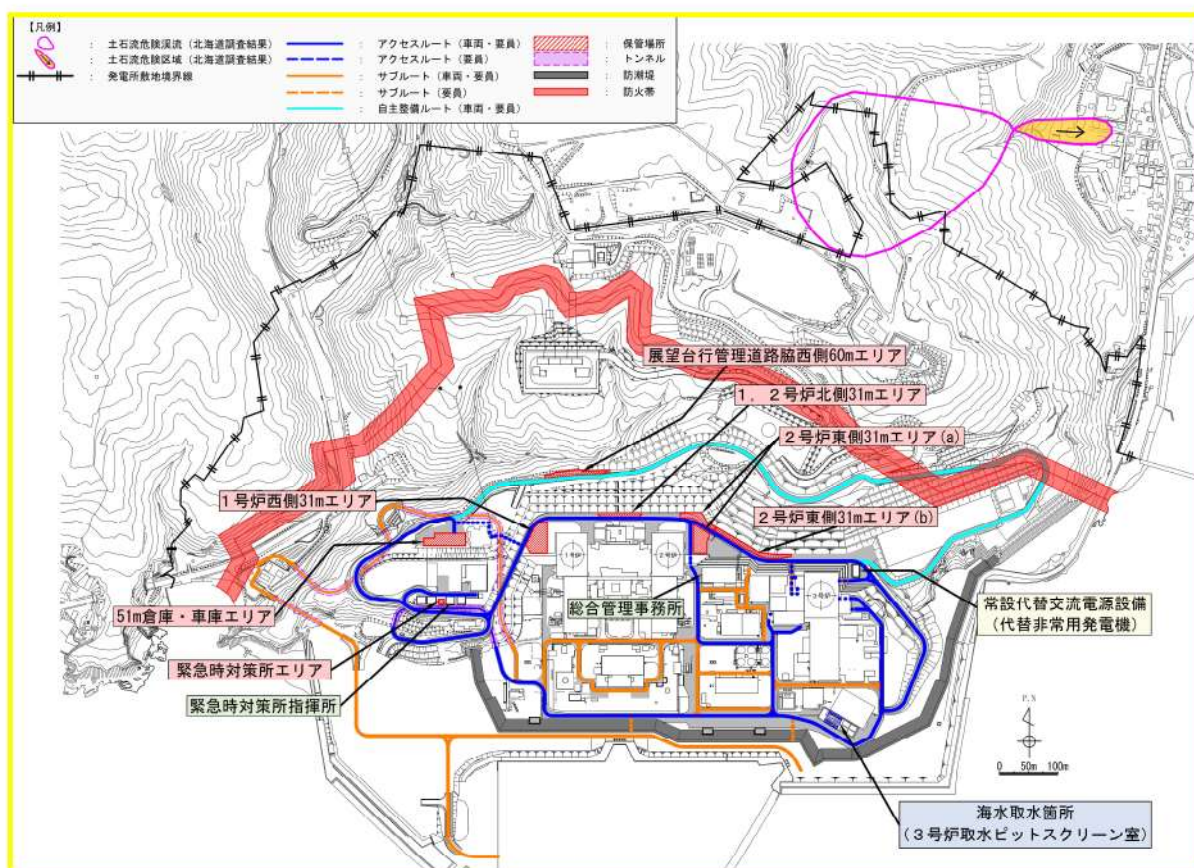 【凡例】
： 土石流危険渓流（北海道調査結果）
： 土石流危険区域（北海道調査結果）
： 発電所敷地境界線
： アクセスルート（車両・要員）
： アクセスルート（要員）
： サブルート（車両・要員）
： サブルート（要員）
： 自主整備ルート（車両・要員）
： 保管場所
： トンネル
： 防潮堤
： 防火帯
展望台行管理道路脇西側60mエリア
１．２号炉北側31mエリア
２号炉東側31mエリア(a)
１号炉西側31mエリア
２号炉東側31mエリア(b)
１号炉
２号炉
３号炉
総合管理事務所
常設代替交流電源設備
（代替非常用発電機）
51m倉庫・車庫エリア
緊急時対策所エリア
緊急時対策所指揮所
P.N
0 50m 100m
海水取水箇所
（３号炉取水ピットスクリーン室）